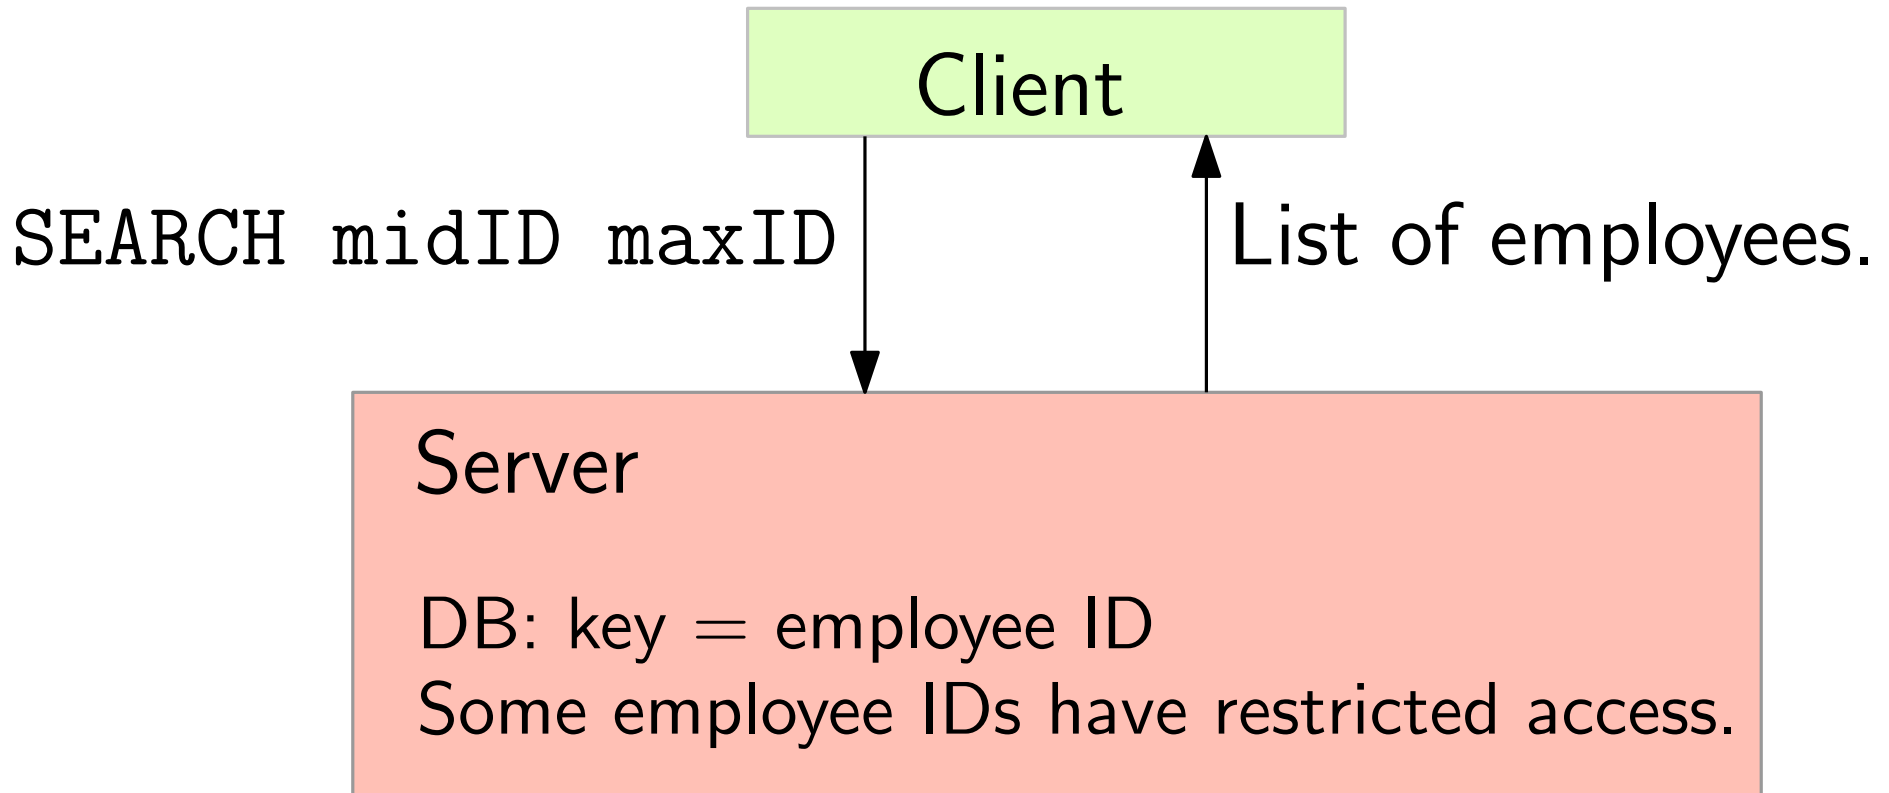 Client
SEARCH midID maxID
List of employees.
Server
DB: key = employee ID
Some employee IDs have restricted access.